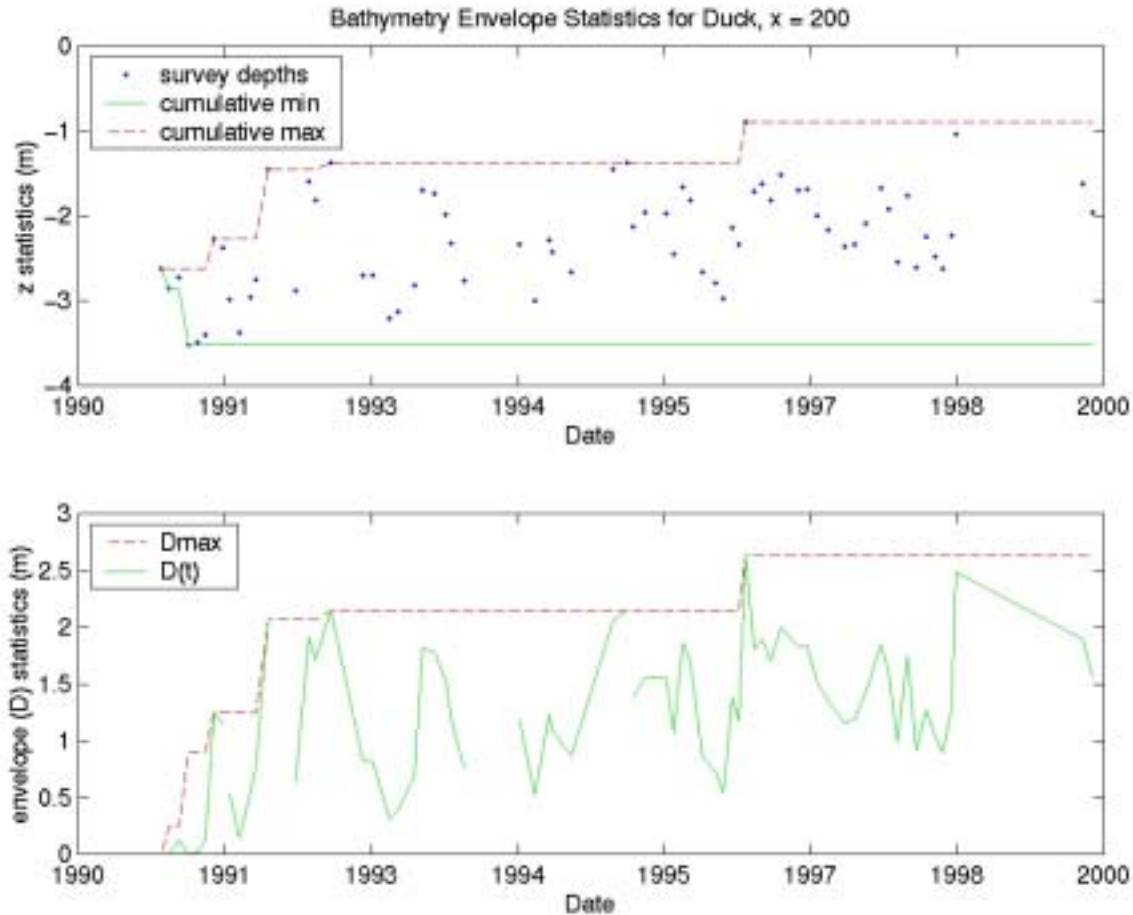 Bathymetry Envelope Statistics for Duck, x = 200
z statistics (m)
0
−1
−2
−3
−4
survey depths
cumulative min
cumulative max
1990 1991 1993 1994 1995 1997 1998 2000
Date
envelope (D) statistics (m)
3
2.5
2
1.5
1
0.5
0
Dmax
D(t)
1990 1991 1993 1994 1995 1997 1998 2000
Date